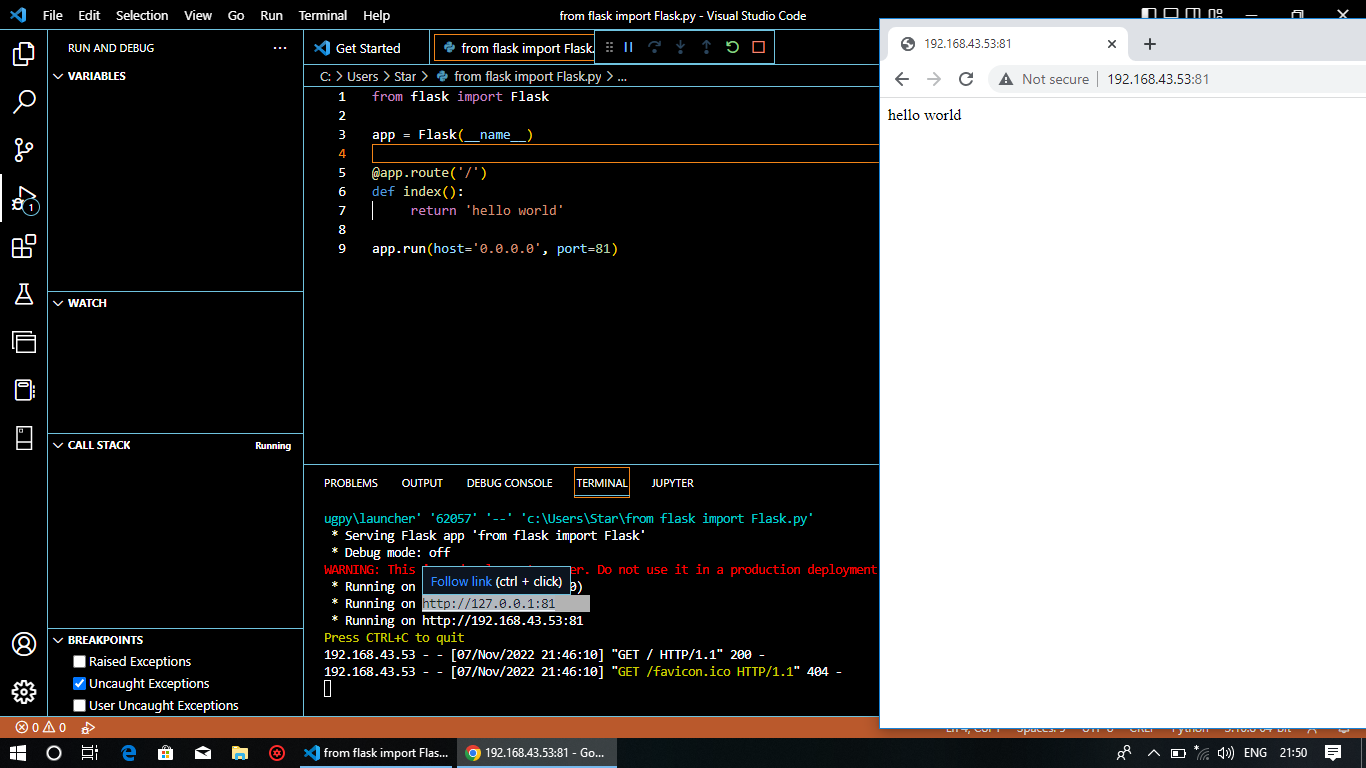 File Edit Selection View Go Run Terminal Help
from flask import Flask.py - Visual Studio Code
RUN AND DEBUG
VARIABLES
WATCH
CALL STACK
Running
BREAKPOINTS
Raised Exceptions
Uncaught Exceptions
User Uncaught Exceptions
1
Get Started
from flask import Flask.
C: > Users > Star > from flask import Flask.py > ...
1 from flask import Flask
2
3 app = Flask(__name__)
4
5 @app.route('/')
6 def index():
7 return 'hello world'
8
9 app.run(host='0.0.0.0', port=81)
PROBLEMS OUTPUT DEBUG CONSOLE TERMINAL JUPYTER
ugpy\launcher' '62057' '--' 'c:\Users\Star\from flask import Flask.py'
* Serving Flask app 'from flask import Flask'
* Debug mode: off
WARNING: This Do not use it in a production deployment
Follow link (ctrl + click)
* Running on 0)
* Running on http://127.0.0.1:81
* Running on http://192.168.43.53:81
Press CTRL+C to quit
192.168.43.53 - - [07/Nov/2022 21:46:10] "GET / HTTP/1.1" 200 -
192.168.43.53 - - [07/Nov/2022 21:46:10] "GET /favicon.ico HTTP/1.1" 404 -
192.168.43.53:81
Not secure | 192.168.43.53:81
hello world
0 0
from flask import Flas...
192.168.43.53:81 - Go...
ENG 21:50